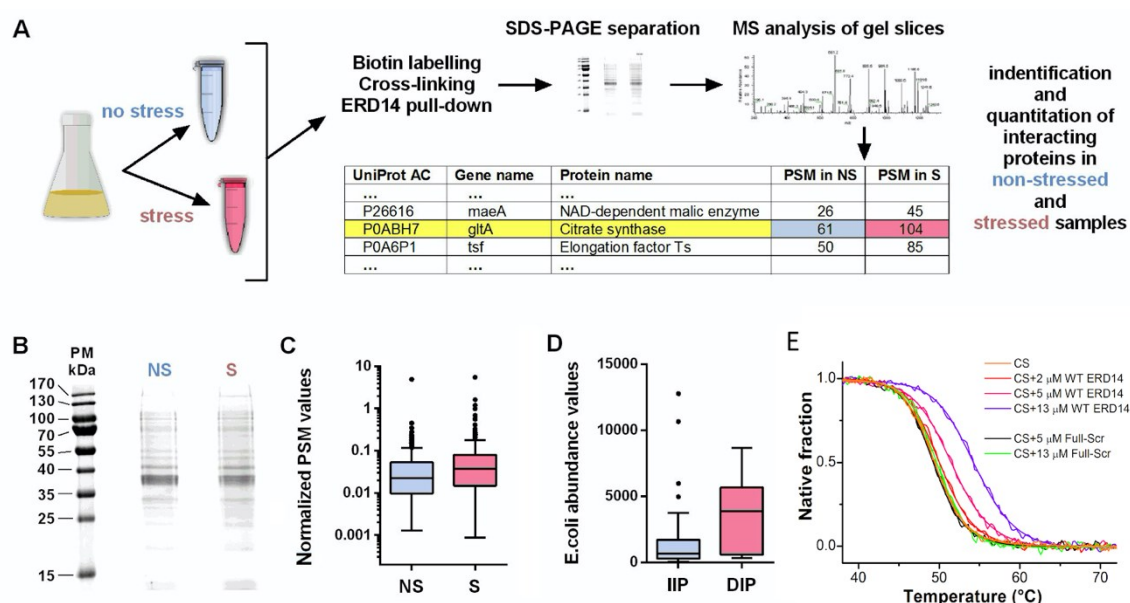 A
no stress
stress
Biotin labelling
Cross-linking
ERD14 pull-down
SDS-PAGE separation
MS analysis of gel slices
indentification
and
quantitation of
interacting
proteins in
non-stressed
and
stressed samples
UniProt AC Gene name Protein name PSM in NS PSM in S
... ... ...
P26616 maeA NAD-dependent malic enzyme 26 45
P0ABH7 gltA Citrate synthase 61 104
P0A6P1 tsf Elongation factor Ts 50 85
... ... ...
B
PM
kDa
NS S
170
130
100
70
55
40
35
25
15
C
Normalized PSM values
10
1
0.1
0.01
0.001
NS S
D
E.coli abundance values
15000
10000
5000
0
IIP DIP
E
Native fraction
1.0
0.5
0.0
CS
CS+2 µM WT ERD14
CS+5 µM WT ERD14
CS+13 µM WT ERD14
CS+5 µM Full-Scr
CS+13 µM Full-Scr
40 50 60 70
Temperature (°C)